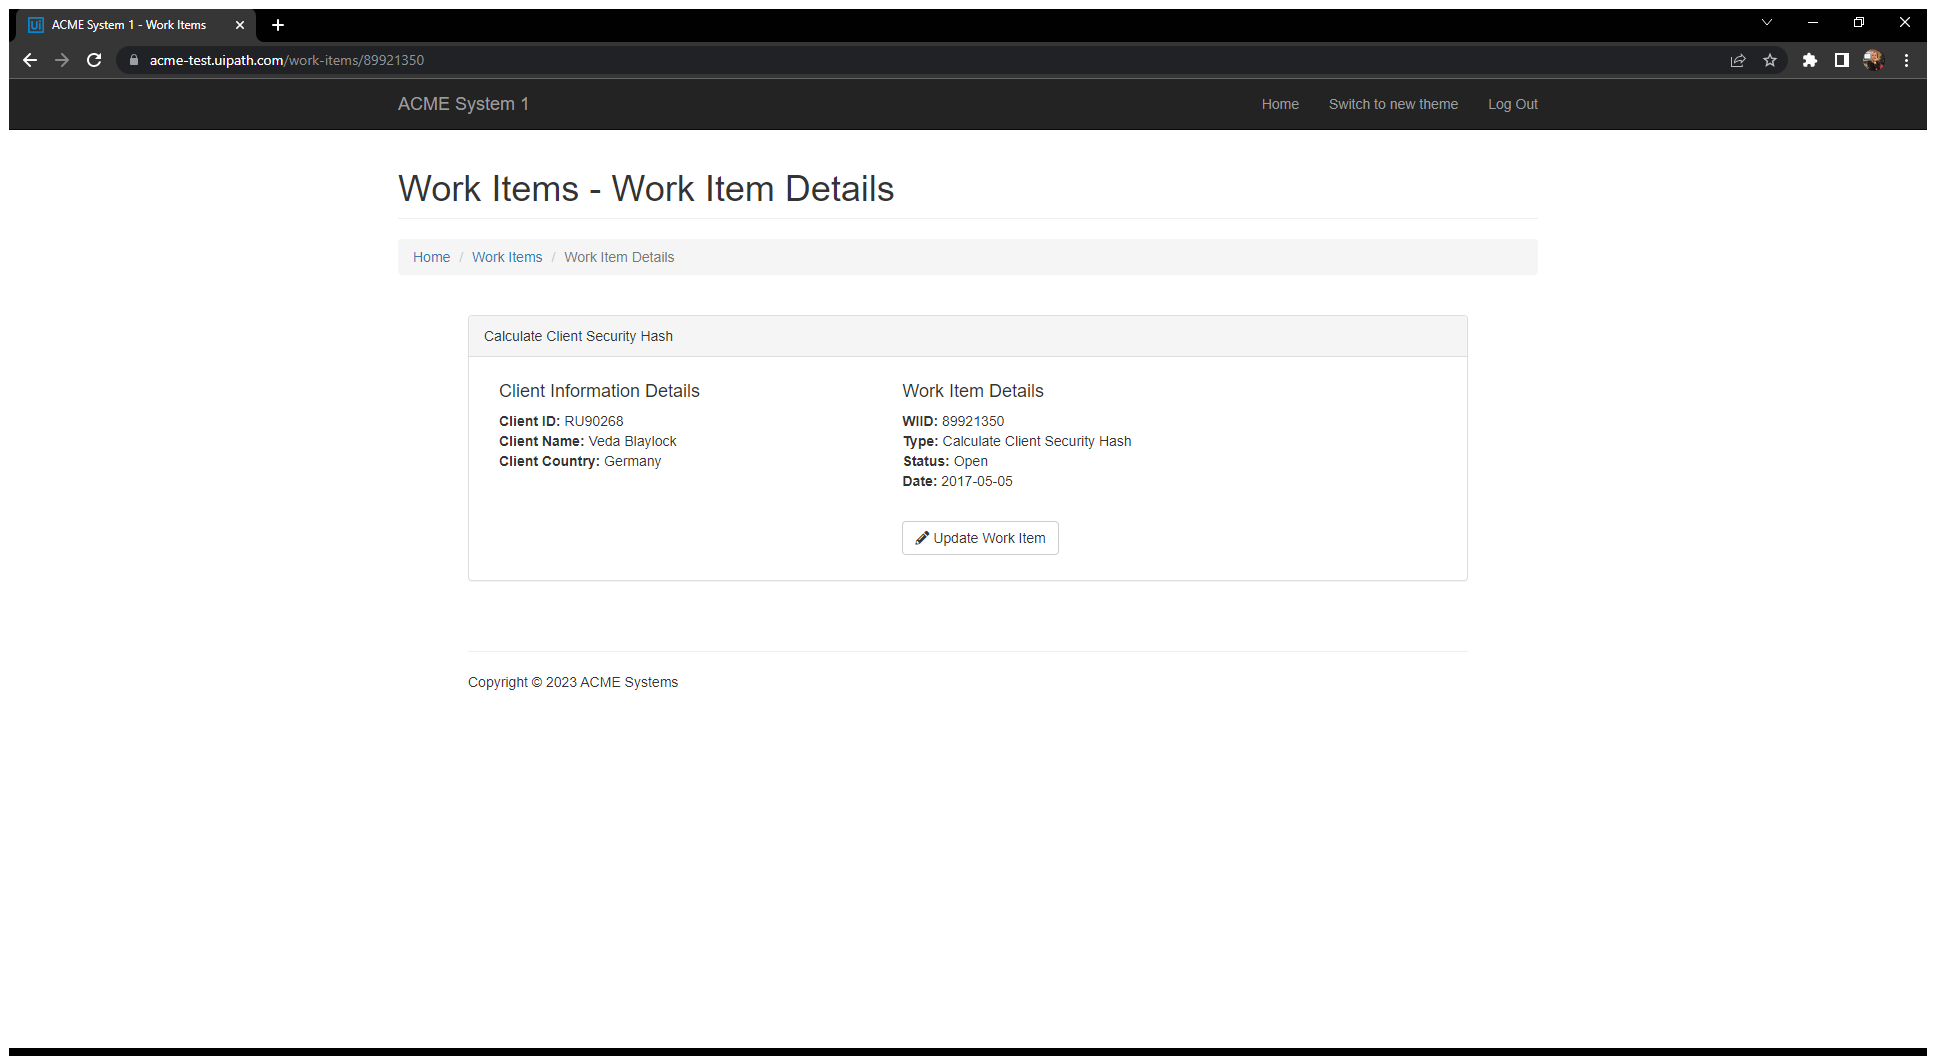 ACME System 1 - Work Items
acme-test.uipath.com/work-items/89921350
ACME System 1
Home
Switch to new theme
Log Out
Work Items - Work Item Details
Home / Work Items / Work Item Details
Calculate Client Security Hash
Client Information Details
Client ID: RU90268
Client Name: Veda Blaylock
Client Country: Germany
Work Item Details
WIID: 89921350
Type: Calculate Client Security Hash
Status: Open
Date: 2017-05-05
Update Work Item
Copyright © 2023 ACME Systems